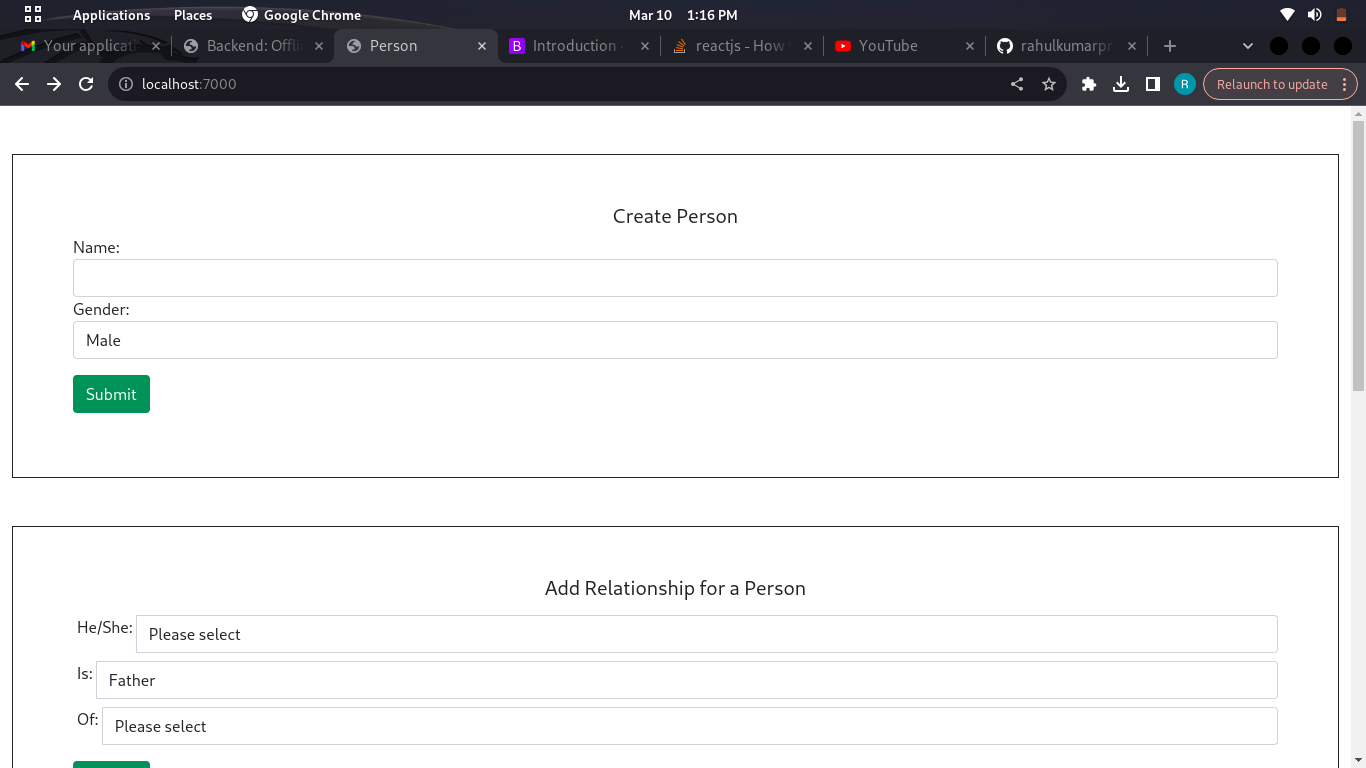 Applications Places Google Chrome Mar 10 1:16 PM
Your applicati Backend: Offli Person Introduction reactjs - How YouTube rahulkumarpr
localhost:7000 R Relaunch to update
Create Person
Name:
Gender:
Male
Submit
Add Relationship for a Person
He/She: Please select
Is: Father
Of: Please select